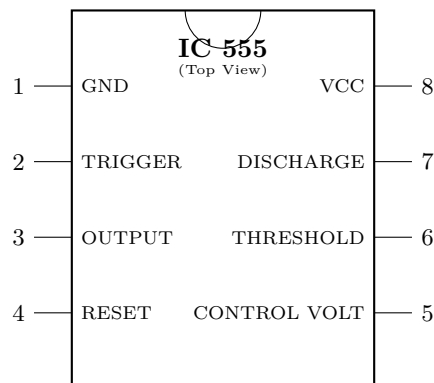 IC 555
(Top View)
1 GND VCC 8
2 TRIGGER DISCHARGE 7
3 OUTPUT THRESHOLD 6
4 RESET CONTROL VOLT 5